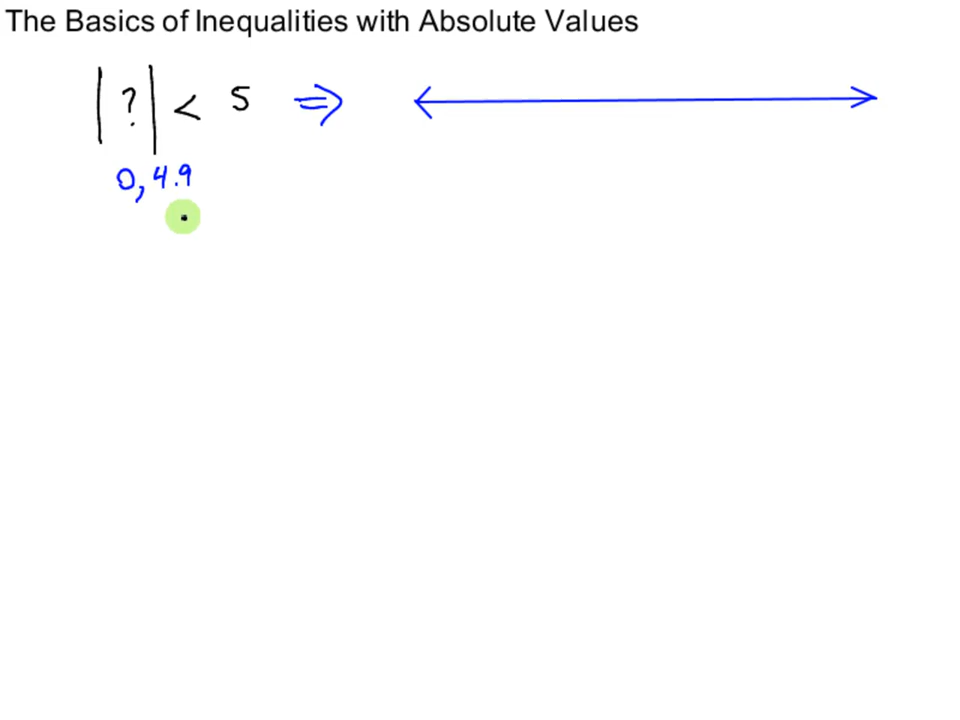 The Basics of Inequalities with Absolute Values
|?| < 5 ⇒
0, 4.9